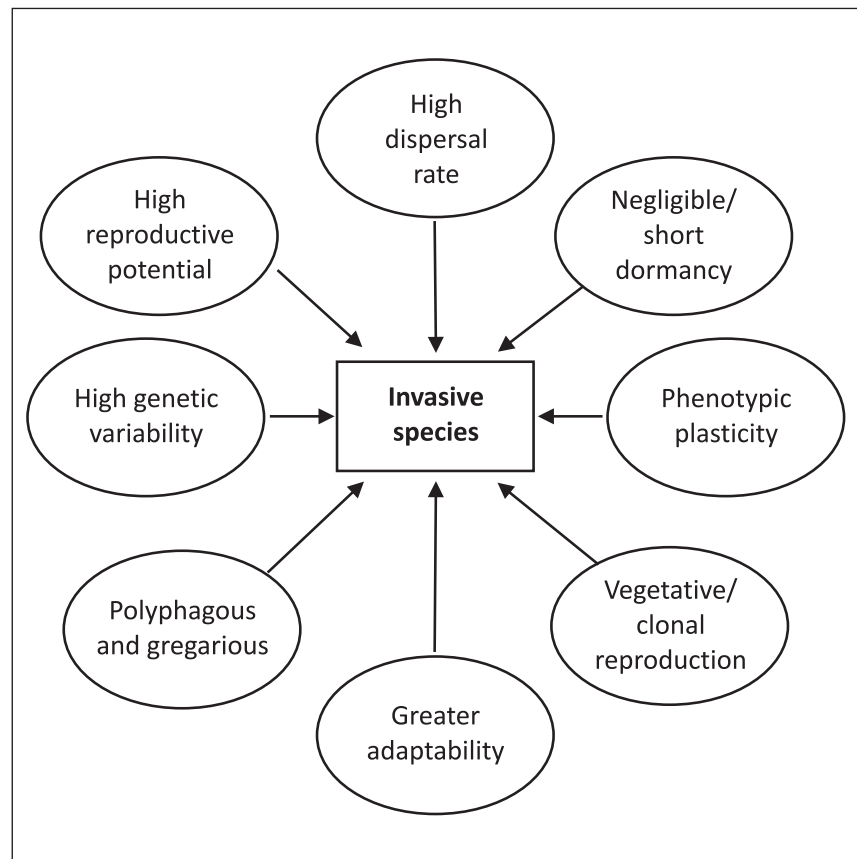 High
dispersal
rate
High
reproductive
potential
Negligible/
short
dormancy
High genetic
variability
Invasive
species
Phenotypic
plasticity
Polyphagous
and gregarious
Vegetative/
clonal
reproduction
Greater
adaptability